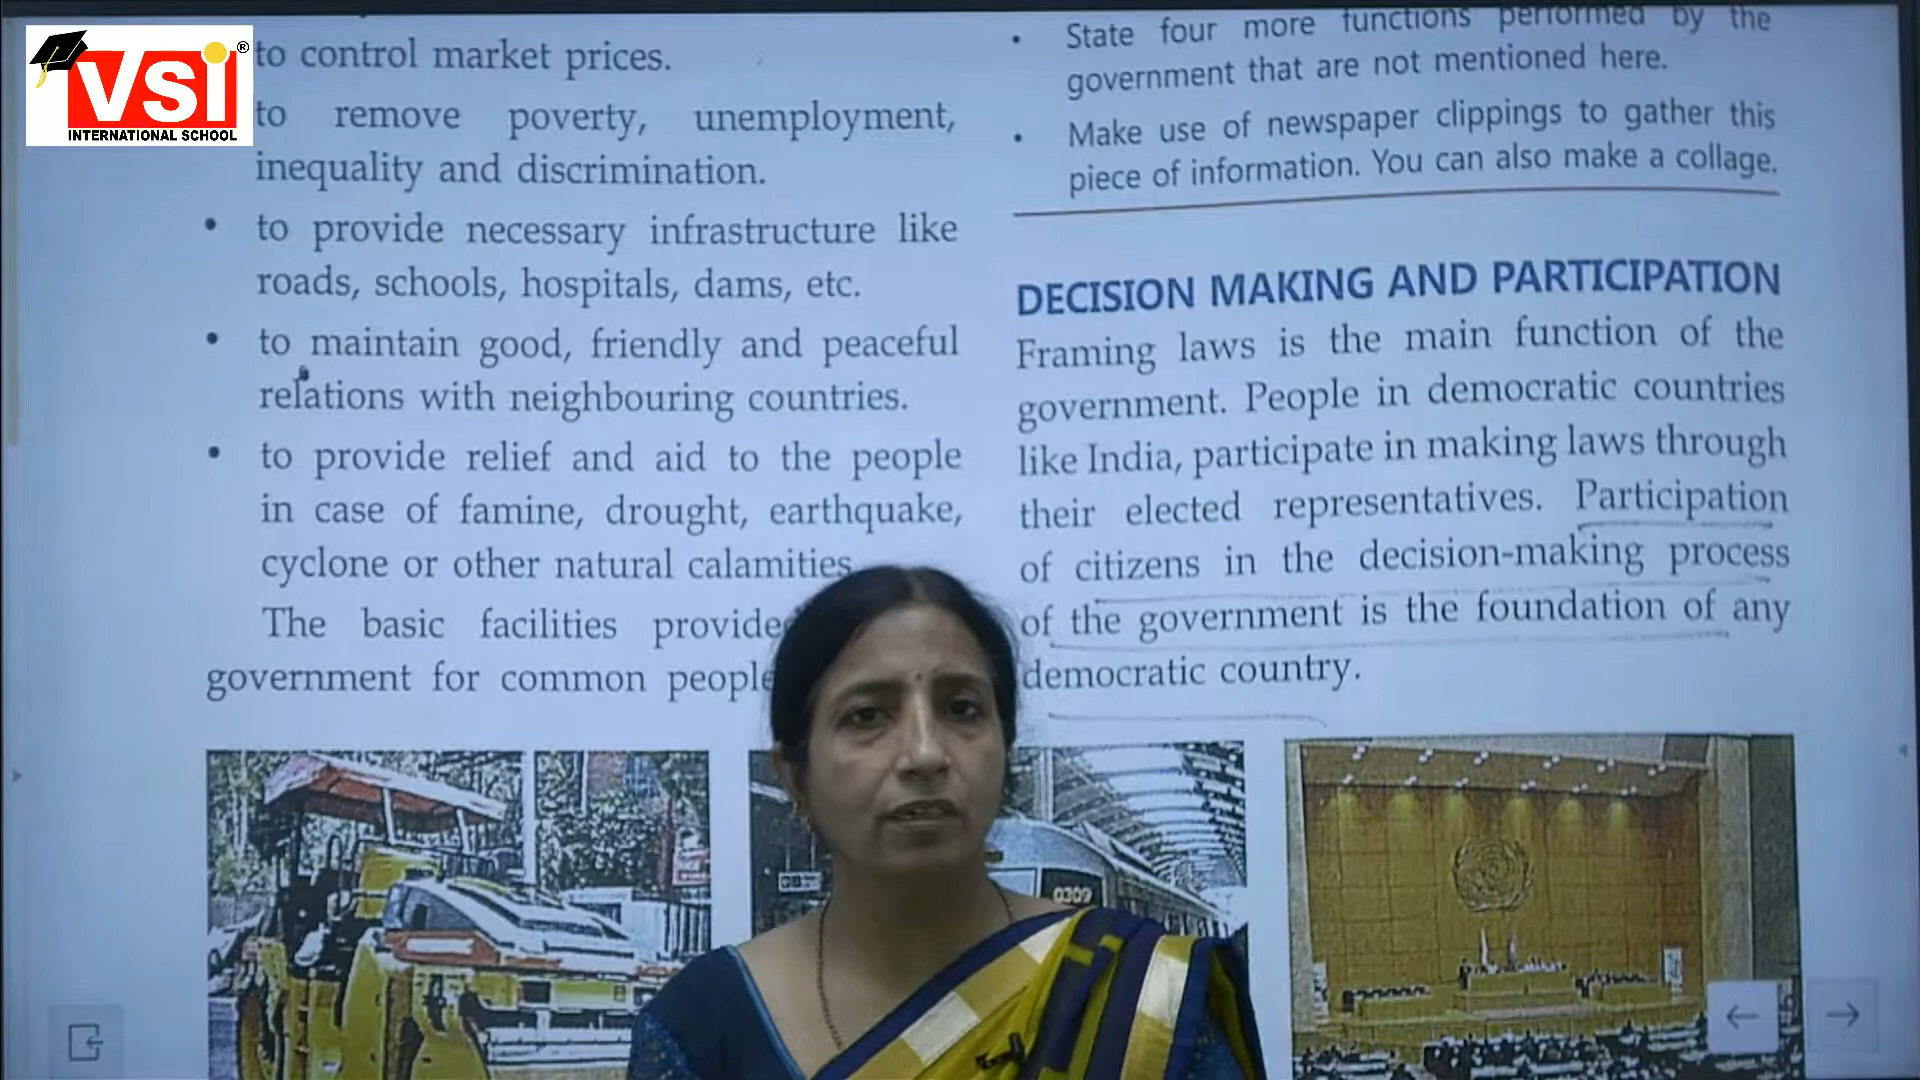 VSI®
INTERNATIONAL SCHOOL
to control market prices.
to remove poverty, unemployment,
inequality and discrimination.
• to provide necessary infrastructure like
roads, schools, hospitals, dams, etc.
• to maintain good, friendly and peaceful
relations with neighbouring countries.
• to provide relief and aid to the people
in case of famine, drought, earthquake,
cyclone or other natural calamities
The basic facilities
government for common people
• State four more functions performed by the
government that are not mentioned here.
• Make use of newspaper clippings to gather this
piece of information. You can also make a collage.
DECISION MAKING AND PARTICIPATION
Framing laws is the main function of the
government. People in democratic countries
like India, participate in making laws through
their elected representatives. Participation
of citizens in the decision-making process
of the government is the foundation of any
democratic country.
0309